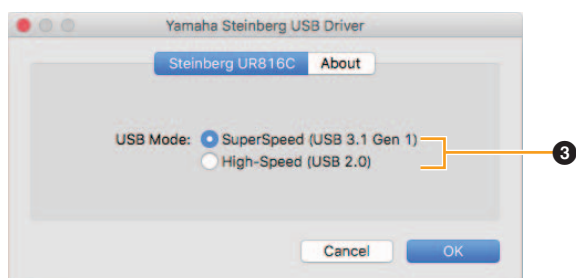 Yamaha Steinberg USB Driver
Steinberg UR816C About
USB Mode: SuperSpeed (USB 3.1 Gen 1)
High-Speed (USB 2.0)
3
Cancel OK